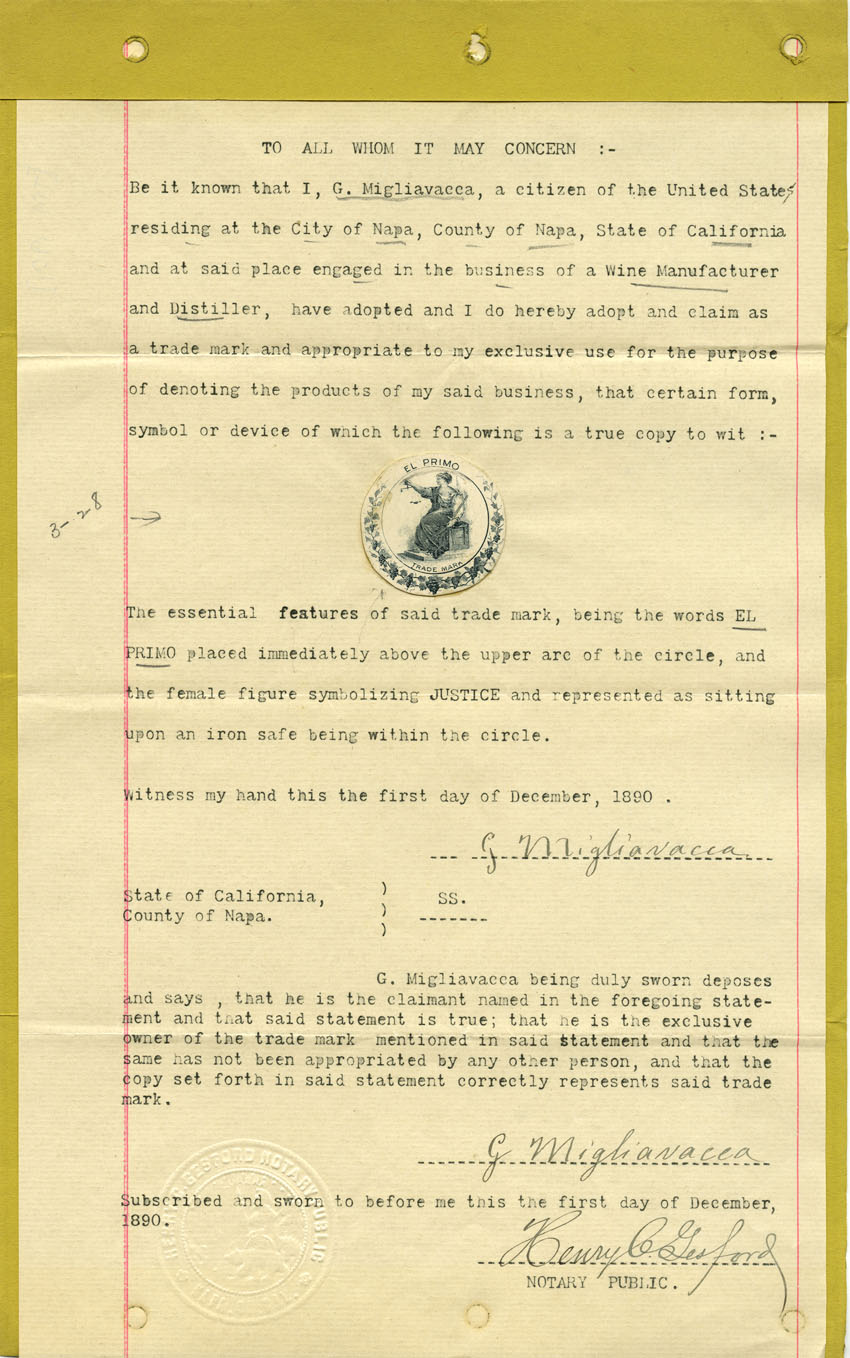 TO ALL WHOM IT MAY CONCERN :-
Be it known that I, G. Migliavacca, a citizen of the United States
residing at the City of Napa, County of Napa, State of California
and at said place engaged in the business of a Wine Manufacturer
and Distiller, have adopted and I do hereby adopt and claim as
a trade mark and appropriate to my exclusive use for the purpose
of denoting the products of my said business, that certain form,
symbol or device of which the following is a true copy to wit :-
EL PRIMO
3-28
TRADE MARK
The essential features of said trade mark, being the words EL
PRIMO placed immediately above the upper arc of the circle, and
the female figure symbolizing JUSTICE and represented as sitting
upon an iron safe being within the circle.
Witness my hand this the first day of December, 1890 .
G Migliavacca
State of California, ) SS.
County of Napa. )
)
G. Migliavacca being duly sworn deposes
and says , that he is the claimant named in the foregoing state-
ment and that said statement is true; that he is the exclusive
owner of the trade mark mentioned in said statement and that the
same has not been appropriated by any other person, and that the
copy set forth in said statement correctly represents said trade
mark.
G Migliavacca
GESFORD NOTARY PUBLIC
Subscribed and sworn to before me this the first day of December,
1890.
Henry C. Gesford
NOTARY PUBLIC.